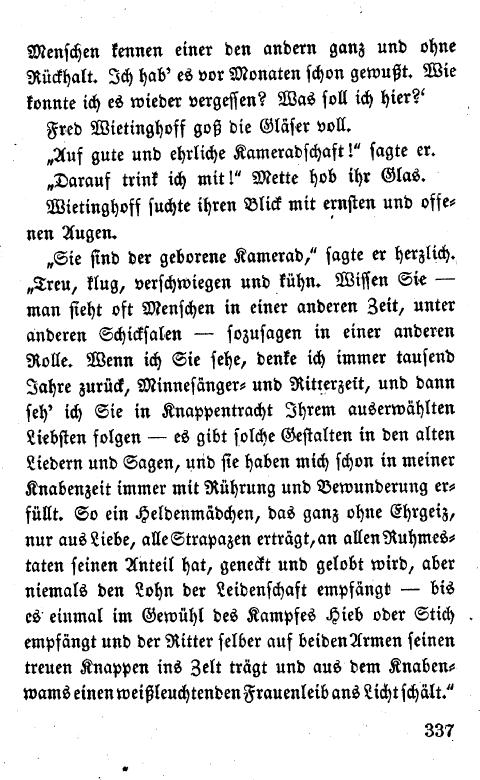 Menschen kennen einer den andern ganz und ohne
Rückhalt. Ich hab' es vor Monaten schon gewußt. Wie
konnte ich es wieder vergessen? Was soll ich hier?‘
Fred Wietinghoff goß die Gläser voll.
„Auf gute und ehrliche Kameradschaft!“ sagte er.
„Darauf trink ich mit!“ Mette hob ihr Glas.
Wietinghoff suchte ihren Blick mit ernsten und offe-
nen Augen.
„Sie sind der geborene Kamerad,“ sagte er herzlich.
„Treu, klug, verschwiegen und kühn. Wissen Sie —
man sieht oft Menschen in einer anderen Zeit, unter
anderen Schicksalen — sozusagen in einer anderen
Rolle. Wenn ich Sie sehe, denke ich immer tausend
Jahre zurück, Minnesänger- und Ritterzeit, und dann
seh' ich Sie in Knappentracht Ihrem auserwählten
Liebsten folgen — es gibt solche Gestalten in den alten
Liedern und Sagen, und sie haben mich schon in meiner
Knabenzeit immer mit Rührung und Bewunderung er-
füllt. So ein Heldenmädchen, das ganz ohne Ehrgeiz,
nur aus Liebe, alle Strapazen erträgt, an allen Ruhmes-
taten seinen Anteil hat, geneckt und gelobt wird, aber
niemals den Lohn der Leidenschaft empfängt — bis
es einmal im Gewühl des Kampfes Hieb oder Stich
empfängt und der Ritter selber auf beiden Armen seinen
treuen Knappen ins Zelt trägt und aus dem Knaben-
wams einen weißleuchtenden Frauenleib ans Licht schält.“
337